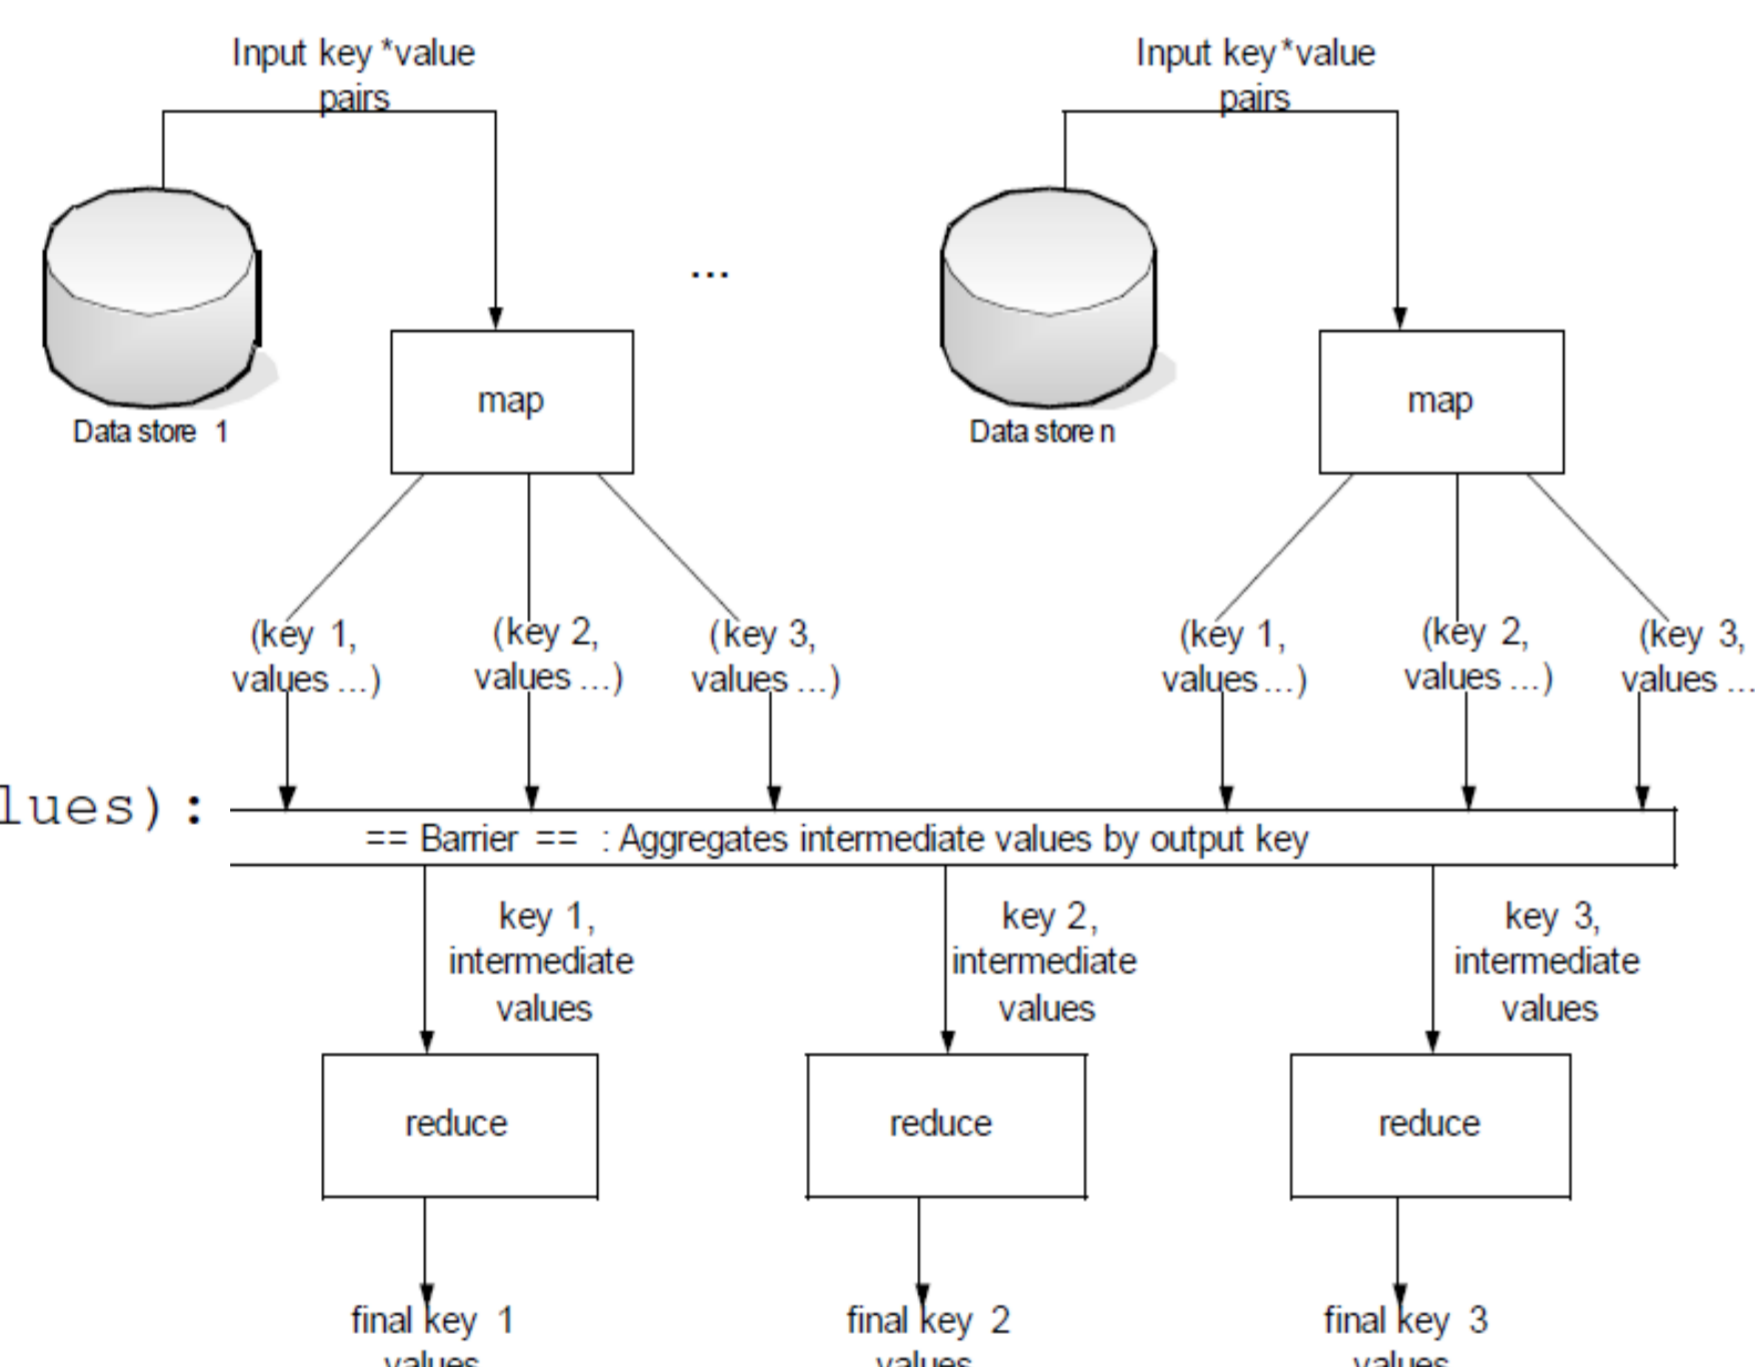 Input key *value
pairs
Input key *value
pairs
...
Data store 1
map
Data store n
map
(key 1,
values ...)
(key 2,
values ...)
(key 3,
values ...)
(key 1,
values ...)
(key 2,
values ...)
(key 3,
values ...
lues):
== Barrier == : Aggregates intermediate values by output key
key 1,
intermediate
values
key 2,
intermediate
values
key 3,
intermediate
values
reduce
reduce
reduce
final key 1
values
final key 2
values
final key 3
values